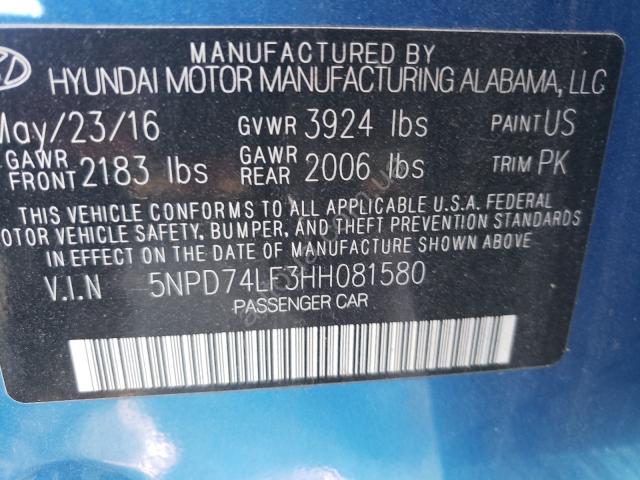 MANUFACTURED BY
HYUNDAI MOTOR MANUFACTURING ALABAMA, LLC
May/23/16 GVWR 3924 lbs PAINT US
GAWR FRONT 2183 lbs GAWR REAR 2006 lbs TRIM PK
THIS VEHICLE CONFORMS TO ALL APPLICABLE U.S.A. FEDERAL
MOTOR VEHICLE SAFETY, BUMPER, AND THEFT PREVENTION STANDARDS
IN EFFECT ON THE DATE OF MANUFACTURE SHOWN ABOVE
V.I.N 5NPD74LF3HH081580
PASSENGER CAR